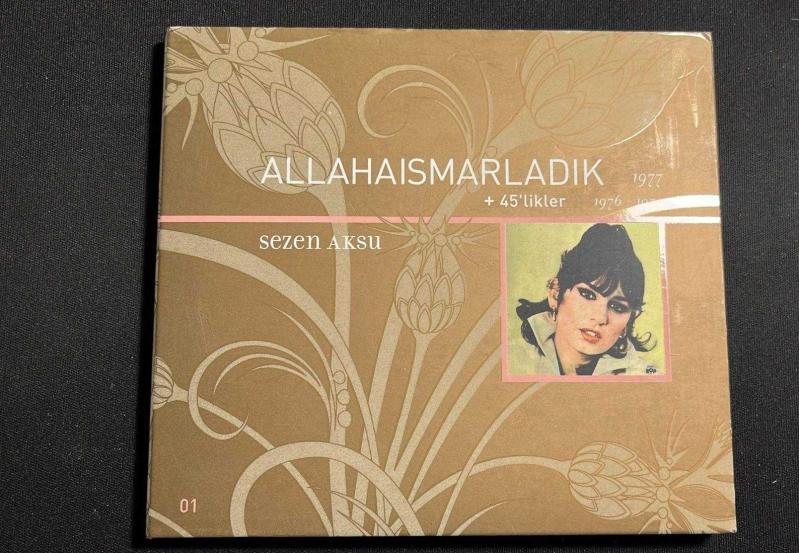 ALLAHAISMARLADIK 1977
+ 45'likler 1976 -
sezen aksu
01